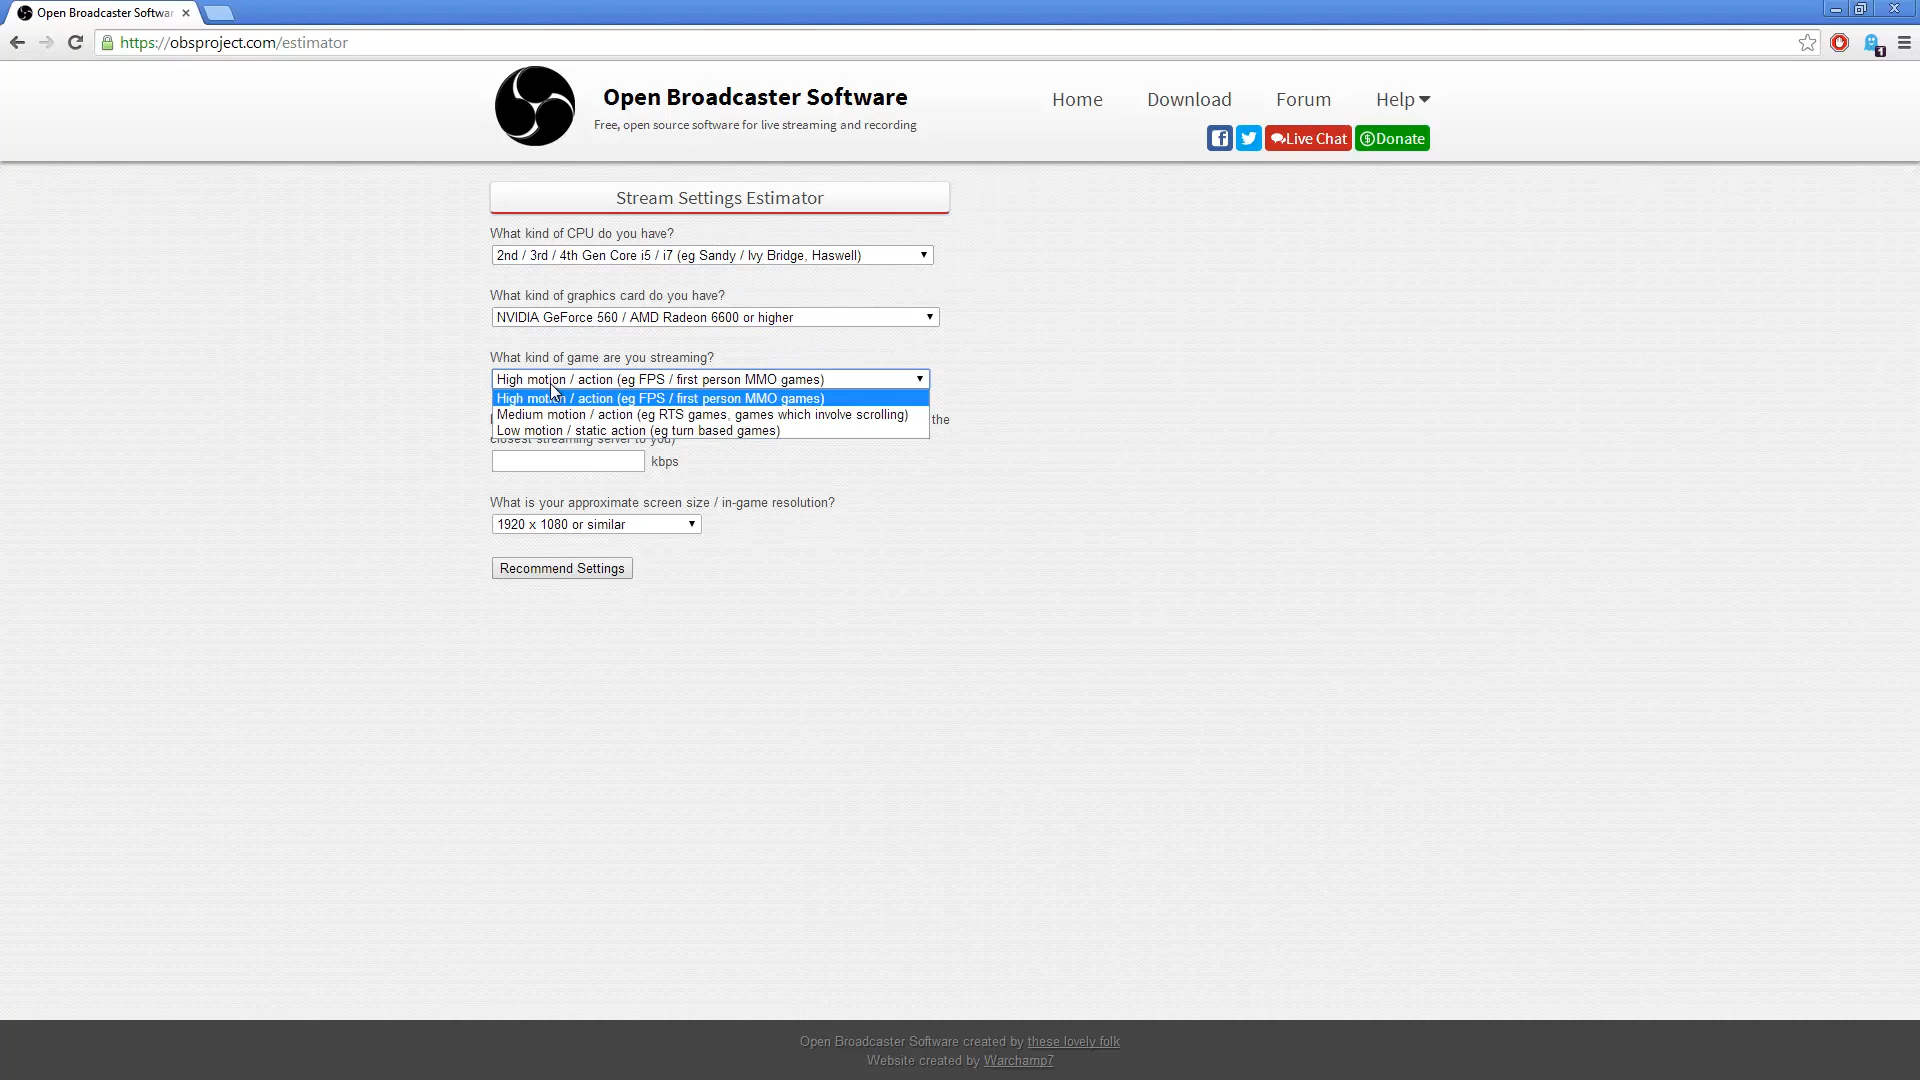 Open Broadcaster Softwar
https://obsproject.com/estimator
1
Open Broadcaster Software
Free, open source software for live streaming and recording
Home
Download
Forum
Help
Live Chat
Donate
Stream Settings Estimator
What kind of CPU do you have?
2nd / 3rd / 4th Gen Core i5 / i7 (eg Sandy / Ivy Bridge, Haswell)
What kind of graphics card do you have?
NVIDIA GeForce 560 / AMD Radeon 6600 or higher
What kind of game are you streaming?
High motion / action (eg FPS / first person MMO games)
High motion / action (eg FPS / first person MMO games)
Medium motion / action (eg RTS games, games which involve scrolling)
the
Low motion / static action (eg turn based games)
closest streaming server to you)
kbps
What is your approximate screen size / in-game resolution?
1920 x 1080 or similar
Recommend Settings
Open Broadcaster Software created by these lovely folk
Website created by Warchamp7